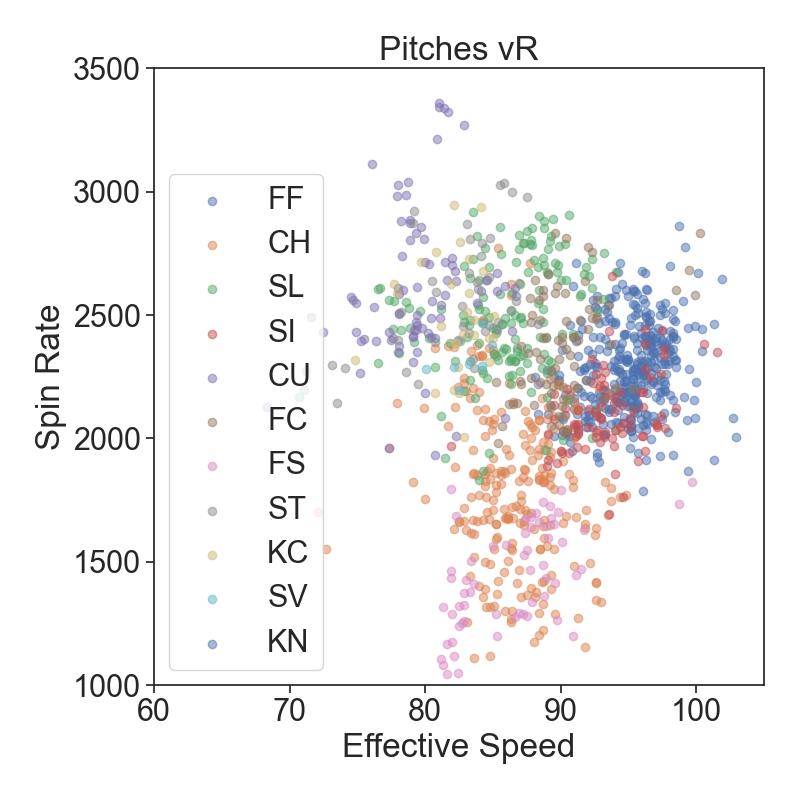 Pitches vR
3500
3000
2500
2000
1500
1000
Spin Rate
FF
CH
SL
SI
CU
FC
FS
ST
KC
SV
KN
60 70 80 90 100
Effective Speed